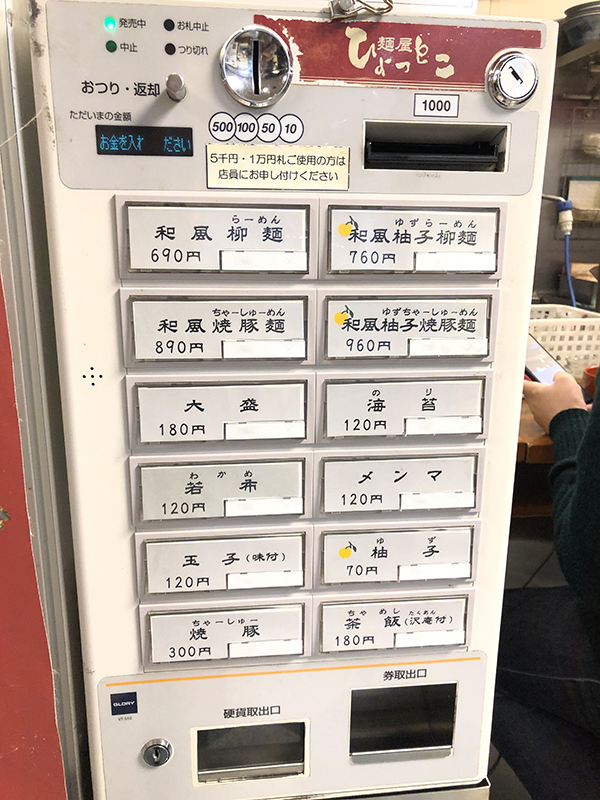 発売中
お札中止
中止
つり切れ
麺屋
ひょっとこ
おつり・返却
ただいまの金額
お金を入れ ださい
500 100 50 10
1000
5千円・1万円札ご使用の方は
店員にお申し付けください
らーめん
和風柳麺
690円
ゆずらーめん
和風柚子柳麺
760円
ちゃーしゅーめん
和風焼豚麺
890円
ゆずちゃーしゅーめん
和風柚子焼豚麺
960円
大盛
180円
のり
海苔
120円
わかめ
若布
120円
メンマ
120円
玉子(味付)
120円
ゆず
柚子
70円
ちゃーしゅー
焼豚
300円
ちゃめし たくあん
茶飯(沢庵付)
180円
GLORY
硬貨取出口
券取出口